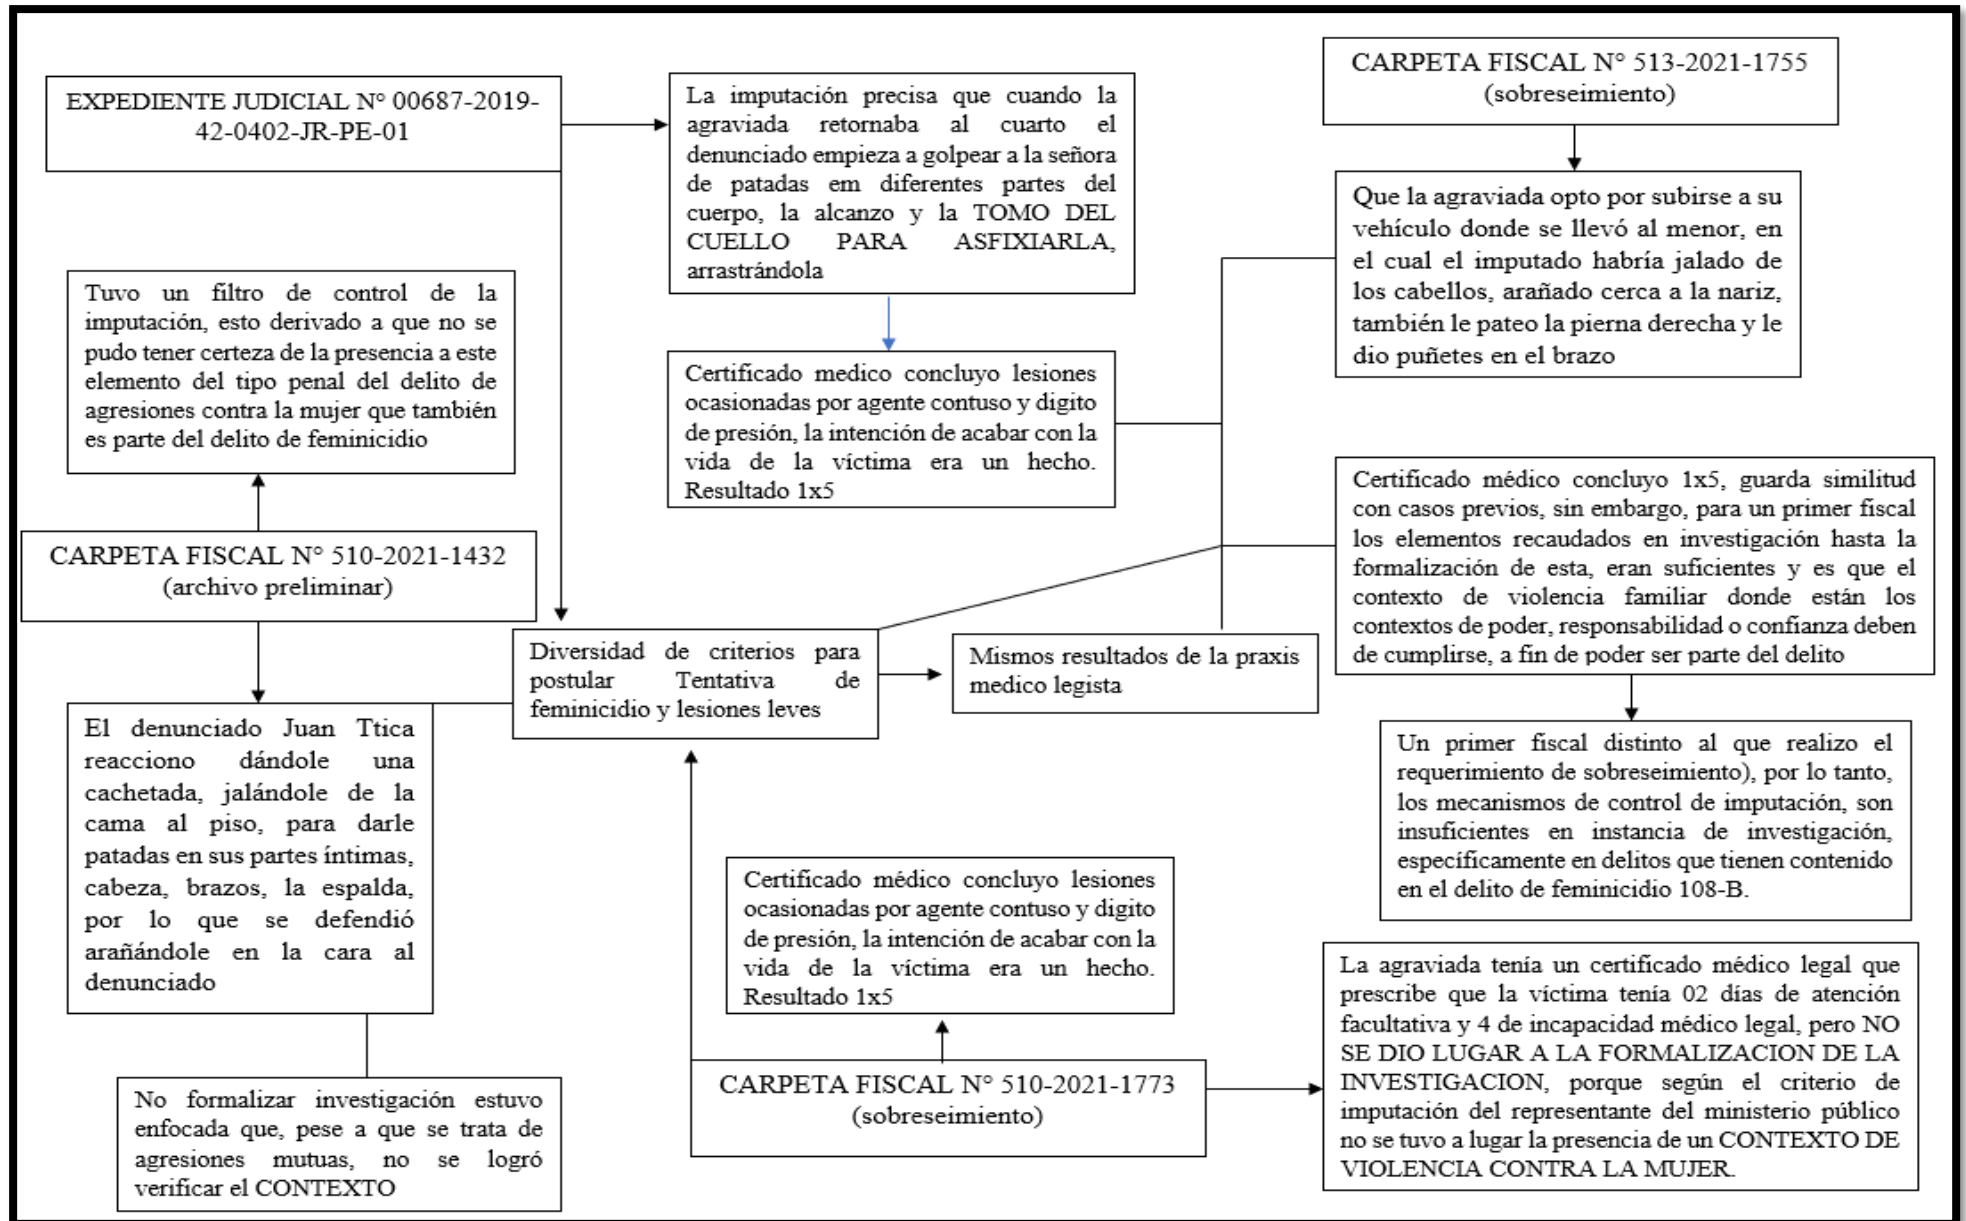 EXPEDIENTE JUDICIAL N° 00687-2019-
42-0402-JR-PE-01
La imputación precisa que cuando la
agraviada retornaba al cuarto el
denunciado empieza a golpear a la señora
de patadas em diferentes partes del
cuerpo, la alcanzo y la TOMO DEL
CUELLO PARA ASFIXIARLA,
arrastrándola
CARPETA FISCAL N° 513-2021-1755
(sobreseimiento)
Que la agraviada opto por subirse a su
vehículo donde se llevó al menor, en
el cual el imputado habría jalado de
los cabellos, arañado cerca a la nariz,
también le pateo la pierna derecha y le
dio puñetes en el brazo
Tuvo un filtro de control de la
imputación, esto derivado a que no se
pudo tener certeza de la presencia a este
elemento del tipo penal del delito de
agresiones contra la mujer que también
es parte del delito de feminicidio
Certificado medico concluyo lesiones
ocasionadas por agente contuso y digito
de presión, la intención de acabar con la
vida de la víctima era un hecho.
Resultado 1x5
Certificado médico concluyo 1x5, guarda similitud
con casos previos, sin embargo, para un primer fiscal
los elementos recaudados en investigación hasta la
formalización de esta, eran suficientes y es que el
contexto de violencia familiar donde están los
contextos de poder, responsabilidad o confianza deben
de cumplirse, a fin de poder ser parte del delito
CARPETA FISCAL N° 510-2021-1432
(archivo preliminar)
Diversidad de criterios para
postular Tentativa de
feminicidio y lesiones leves
Mismos resultados de la praxis
medico legista
El denunciado Juan Ttica
reacciono dándole una
cachetada, jalándole de la
cama al piso, para darle
patadas en sus partes íntimas,
cabeza, brazos, la espalda,
por lo que se defendió
arañándole en la cara al
denunciado
Un primer fiscal distinto al que realizo el
requerimiento de sobreseimiento), por lo tanto,
los mecanismos de control de imputación, son
insuficientes en instancia de investigación,
específicamente en delitos que tienen contenido
en el delito de feminicidio 108-B.
Certificado médico concluyo lesiones
ocasionadas por agente contuso y digito
de presión, la intención de acabar con la
vida de la víctima era un hecho.
Resultado 1x5
La agraviada tenía un certificado médico legal que
prescribe que la víctima tenía 02 días de atención
facultativa y 4 de incapacidad médico legal, pero NO
SE DIO LUGAR A LA FORMALIZACION DE LA
INVESTIGACION, porque según el criterio de
imputación del representante del ministerio público
no se tuvo a lugar la presencia de un CONTEXTO DE
VIOLENCIA CONTRA LA MUJER.
CARPETA FISCAL N° 510-2021-1773
(sobreseimiento)
No formalizar investigación estuvo
enfocada que, pese a que se trata de
agresiones mutuas, no se logró
verificar el CONTEXTO